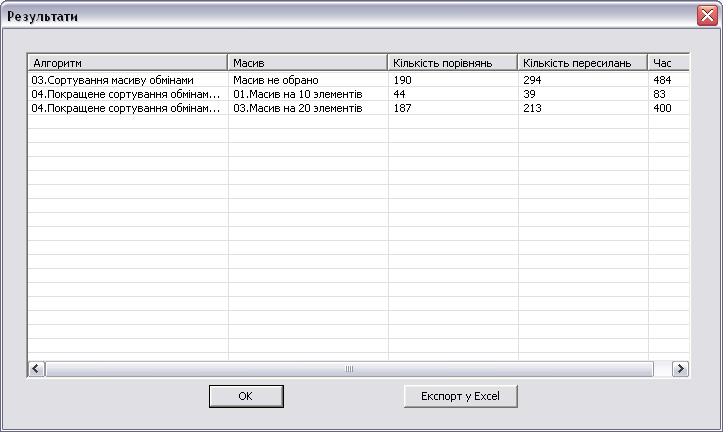 Результати
Алгоритм Масив Кількість порівнянь Кількість пересилань Час
03.Сортування масиву обмінами Масив не обрано 190 294 484
04.Покращене сортування обмінам... 01.Масив на 10 элементів 44 39 83
04.Покращене сортування обмінам... 03.Масив на 20 элементів 187 213 400
OK Експорт у Excel